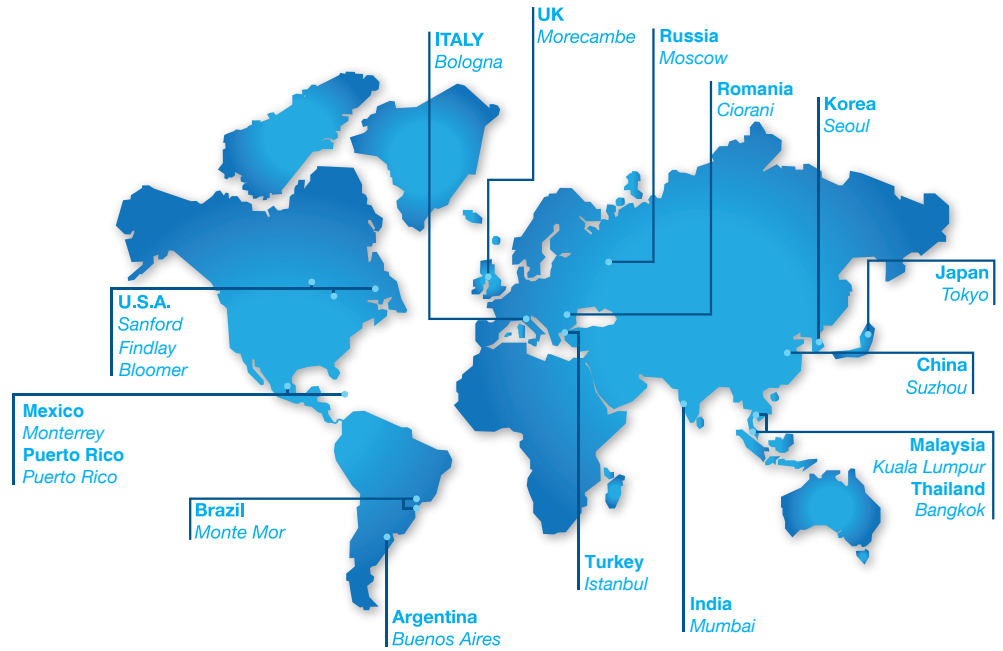 UK
Morecambe
ITALY
Bologna
Russia
Moscow
Romania
Ciorani
Korea
Seoul
Japan
Tokyo
U.S.A.
Sanford
Findlay
Bloomer
China
Suzhou
Mexico
Monterrey
Puerto Rico
Puerto Rico
Malaysia
Kuala Lumpur
Thailand
Bangkok
Brazil
Monte Mor
Turkey
Istanbul
India
Mumbai
Argentina
Buenos Aires